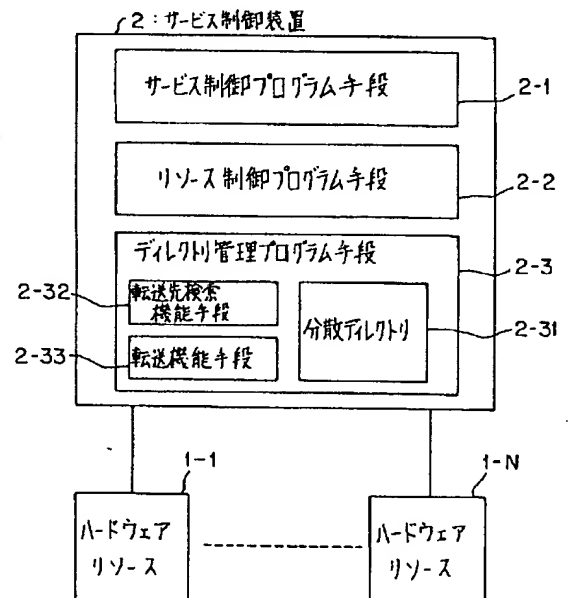 2:サービス制御装置
サービス制御プログラム手段
2-1
リソース制御プログラム手段
2-2
ディレクトリ管理プログラム手段
2-3
2-32
転送先検索
機能手段
分散ディレクトリ
2-31
2-33
転送機能手段
1-1
1-N
ハードウェア
リソース
ハードウェア
リソース